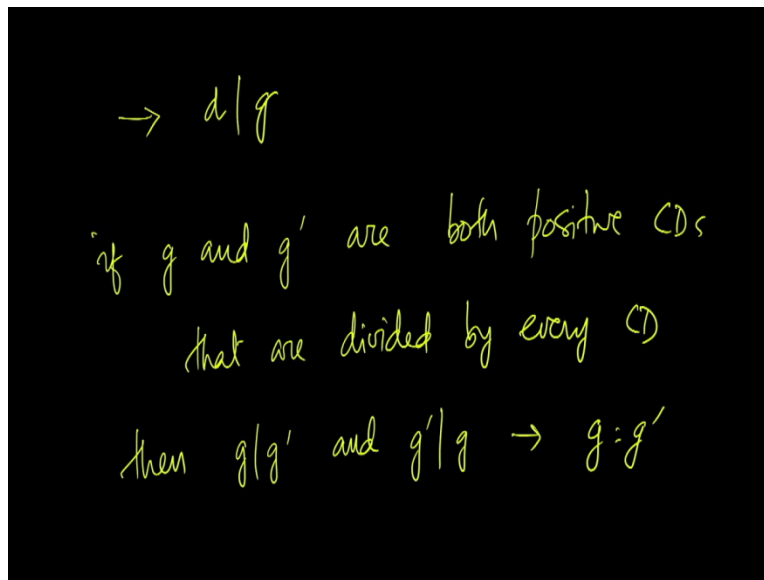 → d|g
if g and g' are both positive CDs
that are divided by every CD
then g|g' and g'|g → g = g'